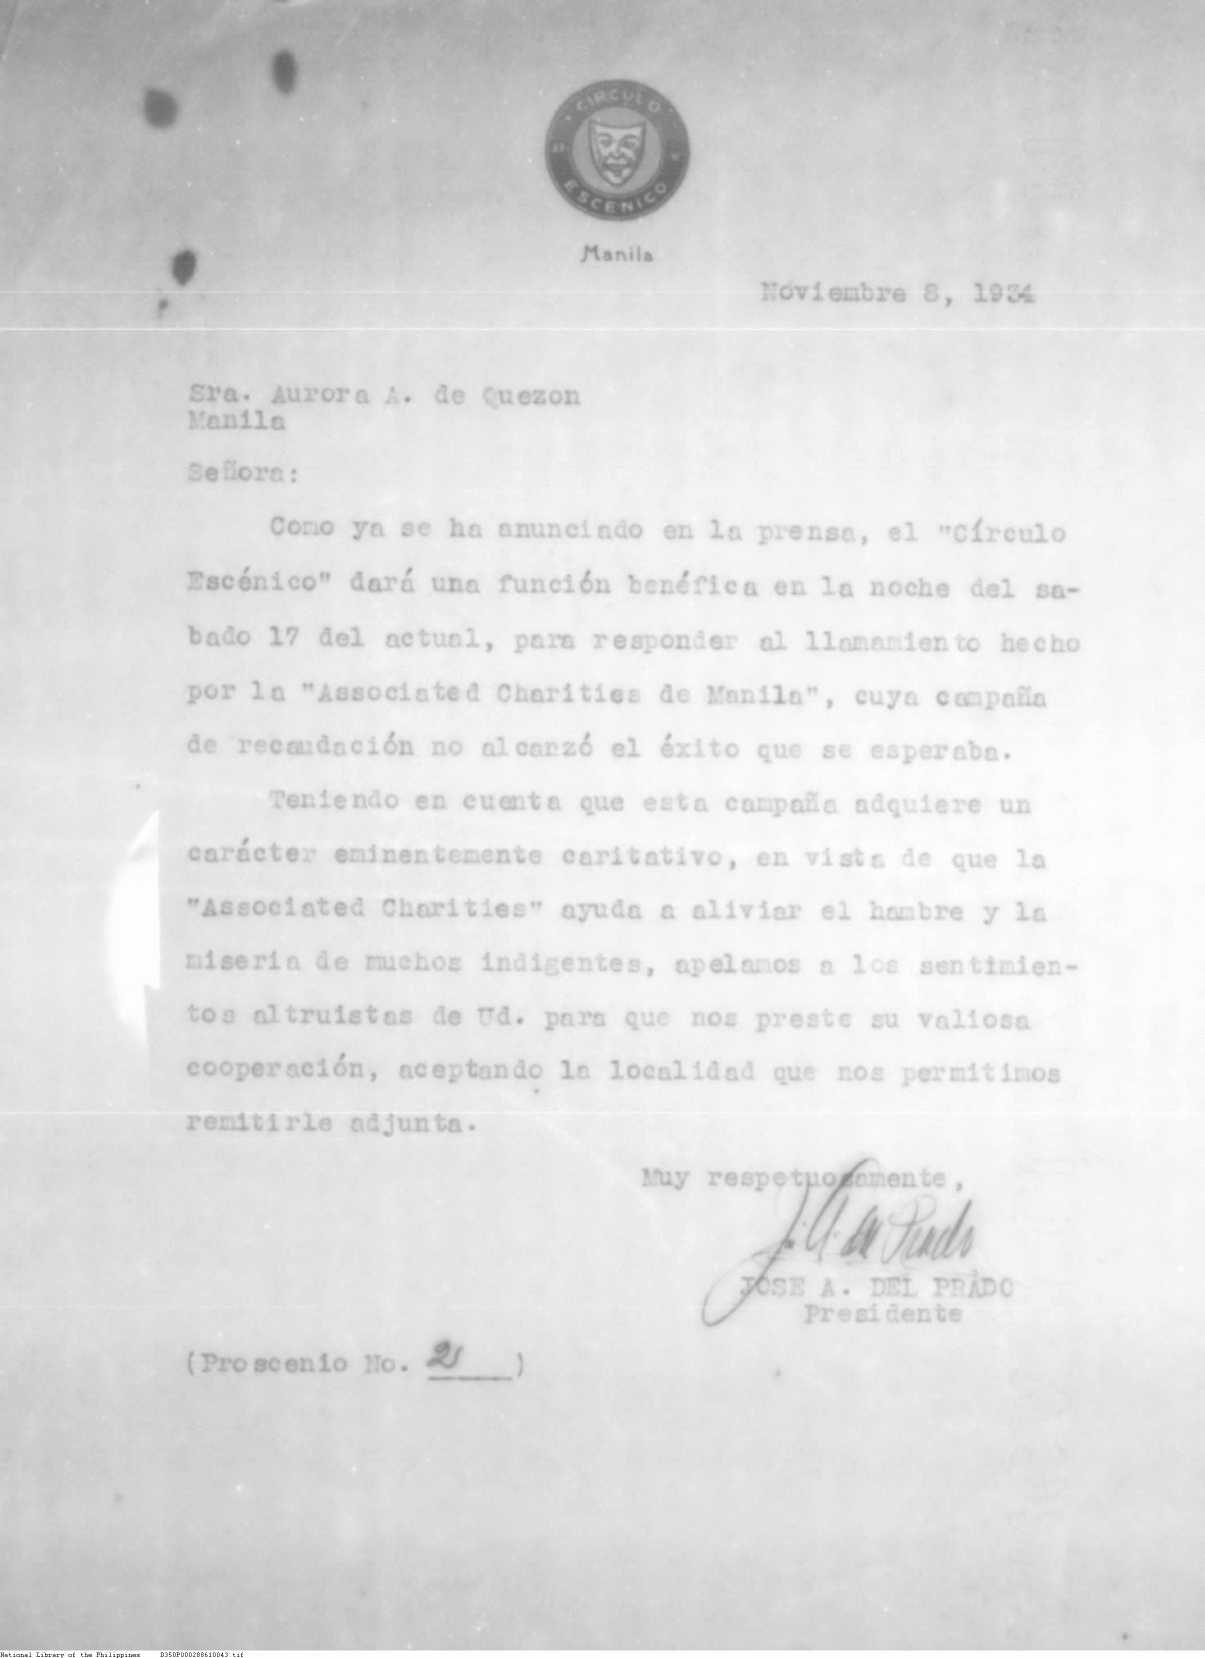 CIRCULO
ESCENICO
Manila
Noviembre 8, 1934
Sra. Aurora A. de Quezon
Manila
Señora:
Como ya se ha anunciado en la prensa, el "Círculo
Escénico" dará una función benéfica en la noche del sa-
bado 17 del actual, para responder al llamamiento hecho
por la "Associated Charities de Manila", cuya campaña
de recaudación no alcanzó el éxito que se esperaba.
Teniendo en cuenta que esta campaña adquiere un
carácter eminentemente caritativo, en vista de que la
"Associated Charities" ayuda a aliviar el hambre y la
miseria de muchos indigentes, apelamos a los sentimien-
tos altruistas de Ud. para que nos preste su valiosa
cooperación, aceptando la localidad que nos permitimos
remitirle adjunta.
Muy respetuosamente,
J. A. del Prado
JOSE A. DEL PRADO
Presidente
(Proscenio No. )
National Library of the Philippines D350P000288610043.tif